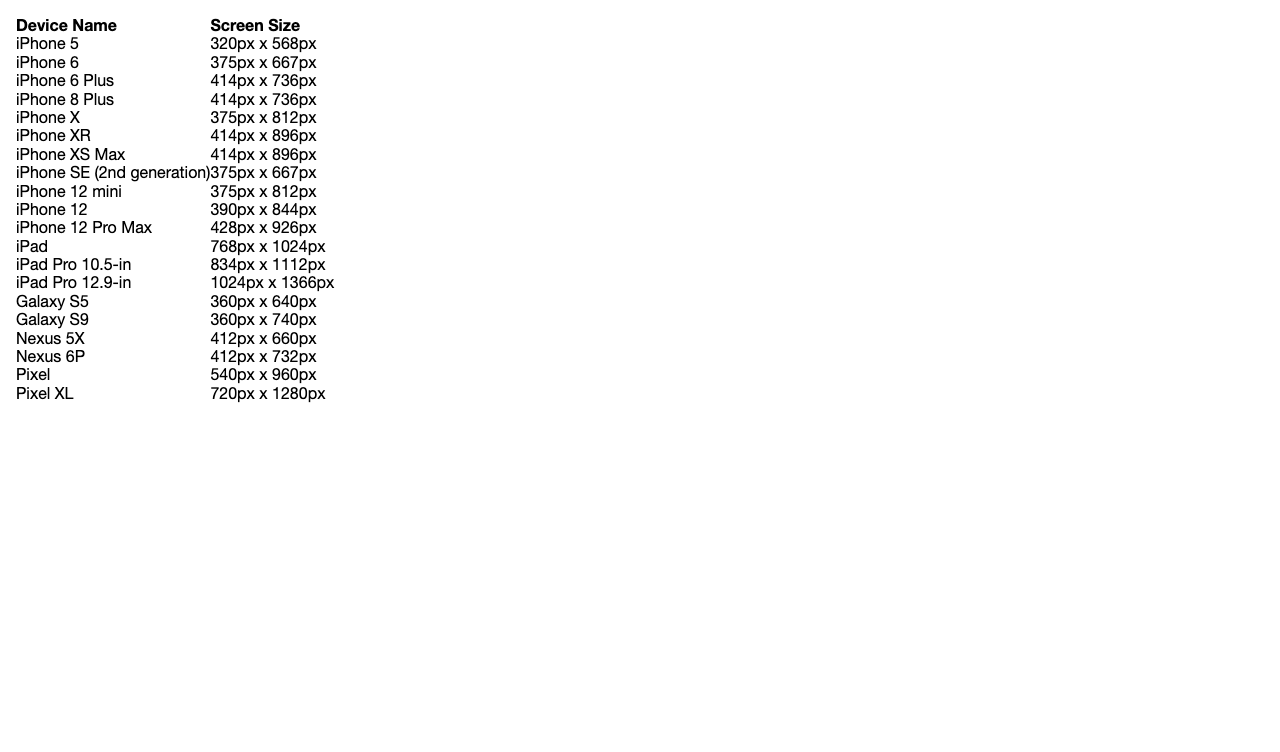 Device Name Screen Size
iPhone 5 320px x 568px
iPhone 6 375px x 667px
iPhone 6 Plus 414px x 736px
iPhone 8 Plus 414px x 736px
iPhone X 375px x 812px
iPhone XR 414px x 896px
iPhone XS Max 414px x 896px
iPhone SE (2nd generation) 375px x 667px
iPhone 12 mini 375px x 812px
iPhone 12 390px x 844px
iPhone 12 Pro Max 428px x 926px
iPad 768px x 1024px
iPad Pro 10.5-in 834px x 1112px
iPad Pro 12.9-in 1024px x 1366px
Galaxy S5 360px x 640px
Galaxy S9 360px x 740px
Nexus 5X 412px x 660px
Nexus 6P 412px x 732px
Pixel 540px x 960px
Pixel XL 720px x 1280px